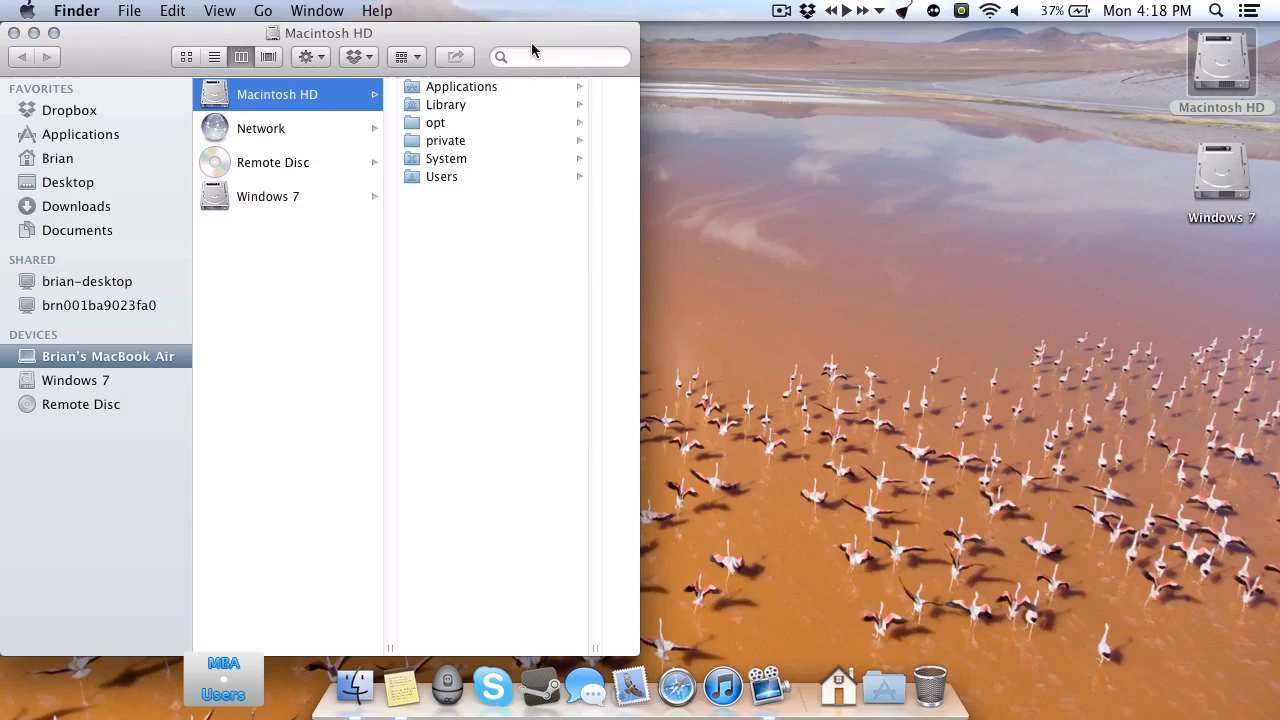 Finder File Edit View Go Window Help 37% Mon 4:18 PM
Macintosh HD
FAVORITES
Dropbox
Applications
Brian
Desktop
Downloads
Documents
SHARED
brian-desktop
brn001ba9023fa0
DEVICES
Brian's MacBook Air
Windows 7
Remote Disc
Macintosh HD
Network
Remote Disc
Windows 7
Applications
Library
opt
private
System
Users
Macintosh HD
Windows 7
MBA
Users